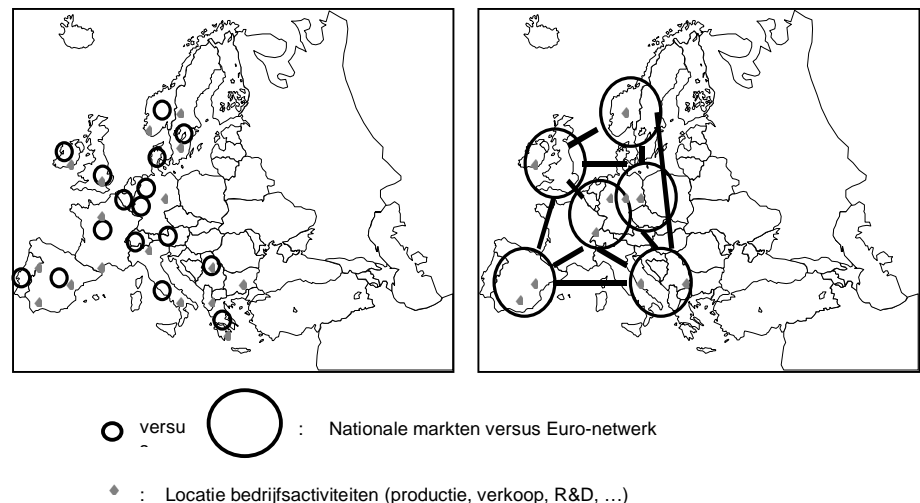 versu
: Nationale markten versus Euro-netwerk
: Locatie bedrijfsactiviteiten (productie, verkoop, R&D, ...)